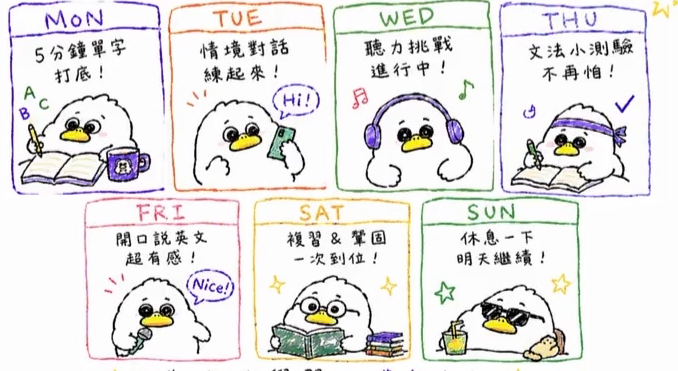 MON
5分鐘單字
打底！
A
B
C
TUE
情境對話
練起來！
Hi!
WED
聽力挑戰
進行中！
THU
文法小測驗
不再怕！
FRI
開口說英文
超有感！
Nice!
SAT
複習&鞏固
一次到位！
SUN
休息一下
明天繼續！